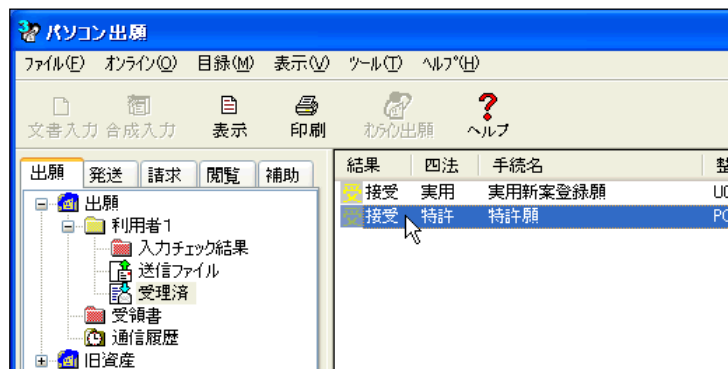 パソコン出願
ファイル(F) オンライン(O) 目録(M) 表示(V) ツール(T) ヘルプ(H)
文書入力 合成入力 表示 印刷 オンライン出願 ヘルプ
出願 発送 請求 閲覧 補助
結果 四法 手続名 整
受 接受 実用 実用新案登録願
受 接受 特許 特許願
出願
利用者1
入力チェック結果
送信ファイル
受理済
受領書
通信履歴
旧資産